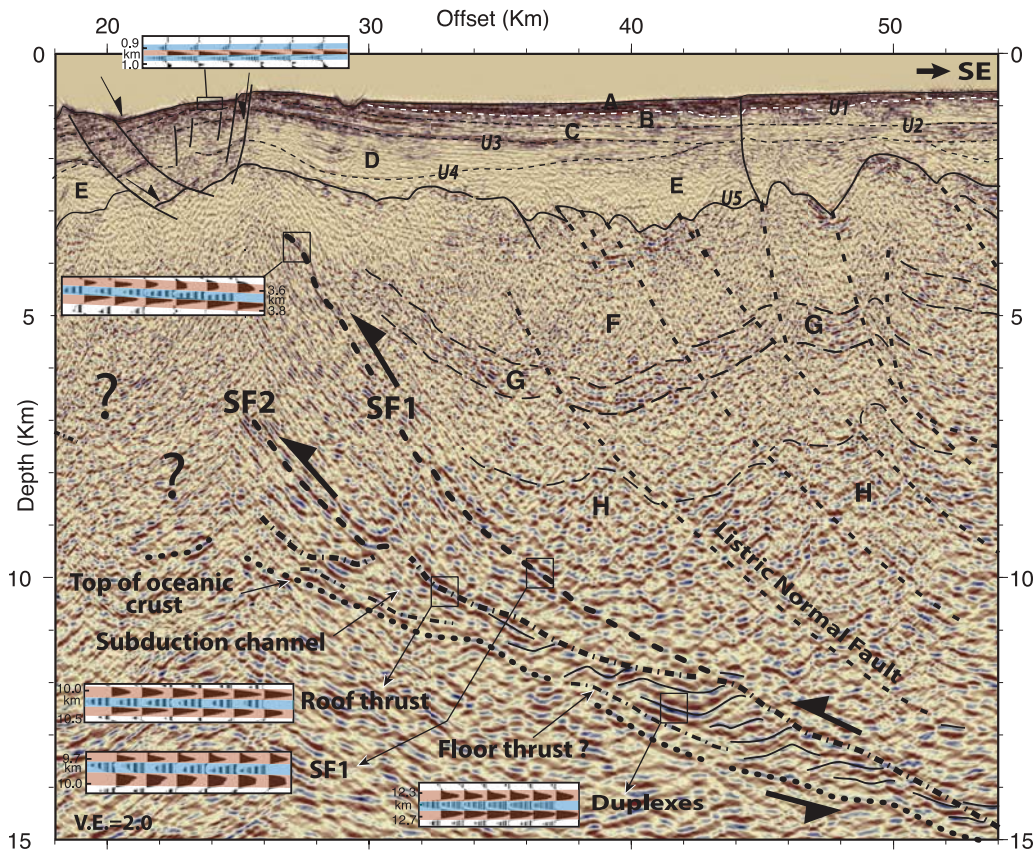 Offset (Km)
20
30
40
50
0
0
0.9
km
1.0
SE
A
B
U1
C
U2
U3
D
U4
E
E
U5
3.6
km
3.8
5
5
F
G
G
?
SF2
SF1
Depth (Km)
?
H
H
Listric Normal Fault
10
10
Top of oceanic
crust
Subduction channel
10.0
km
10.5
Roof thrust
9.7
km
10.0
SF1
Floor thrust ?
12.3
km
12.7
Duplexes
V.E.=2.0
15
15